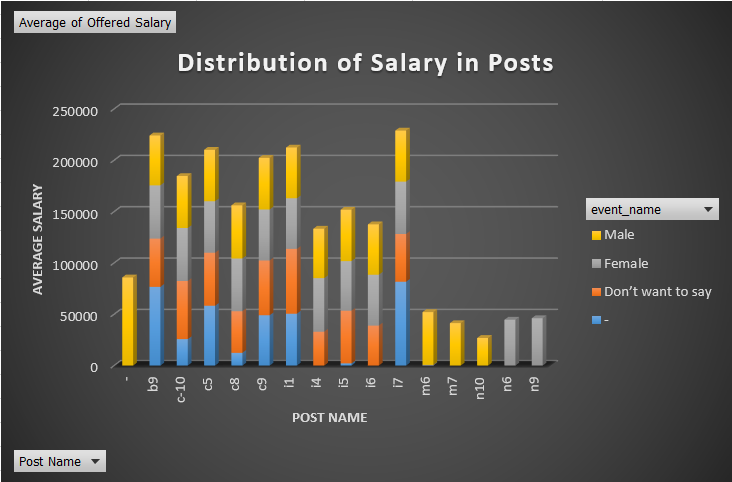 Average of Offered Salary
Distribution of Salary in Posts
250000
200000
150000
100000
50000
0
AVERAGE SALARY
-
b9
c-10
c5
c8
c9
i1
i4
i5
i6
i7
m6
m7
n10
n6
n9
POST NAME
event_name
Male
Female
Don't want to say
-
Post Name